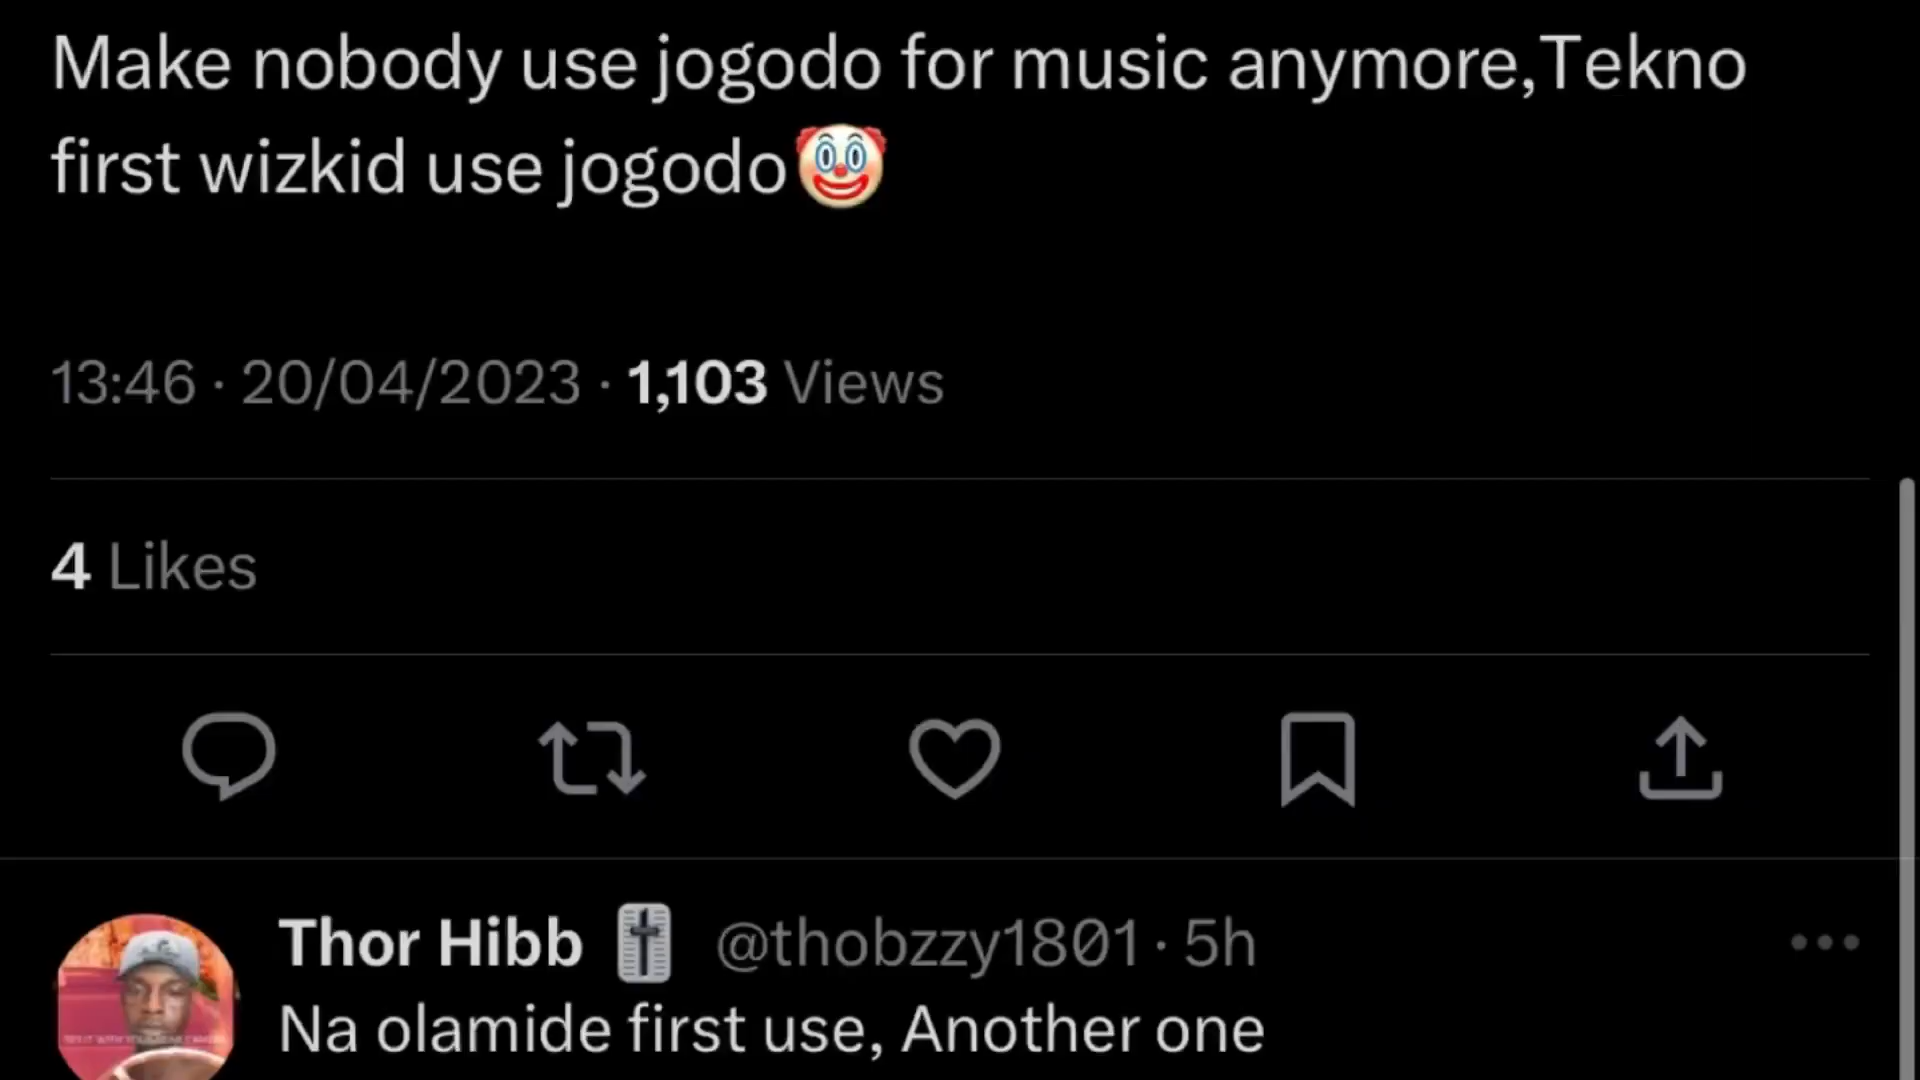 Make nobody use jogodo for music anymore,Tekno
first wizkid use jogodo🤡
13:46 · 20/04/2023 · 1,103 Views
4 Likes
Thor Hibb 🎚 @thobzzy1801 · 5h
Na olamide first use, Another one